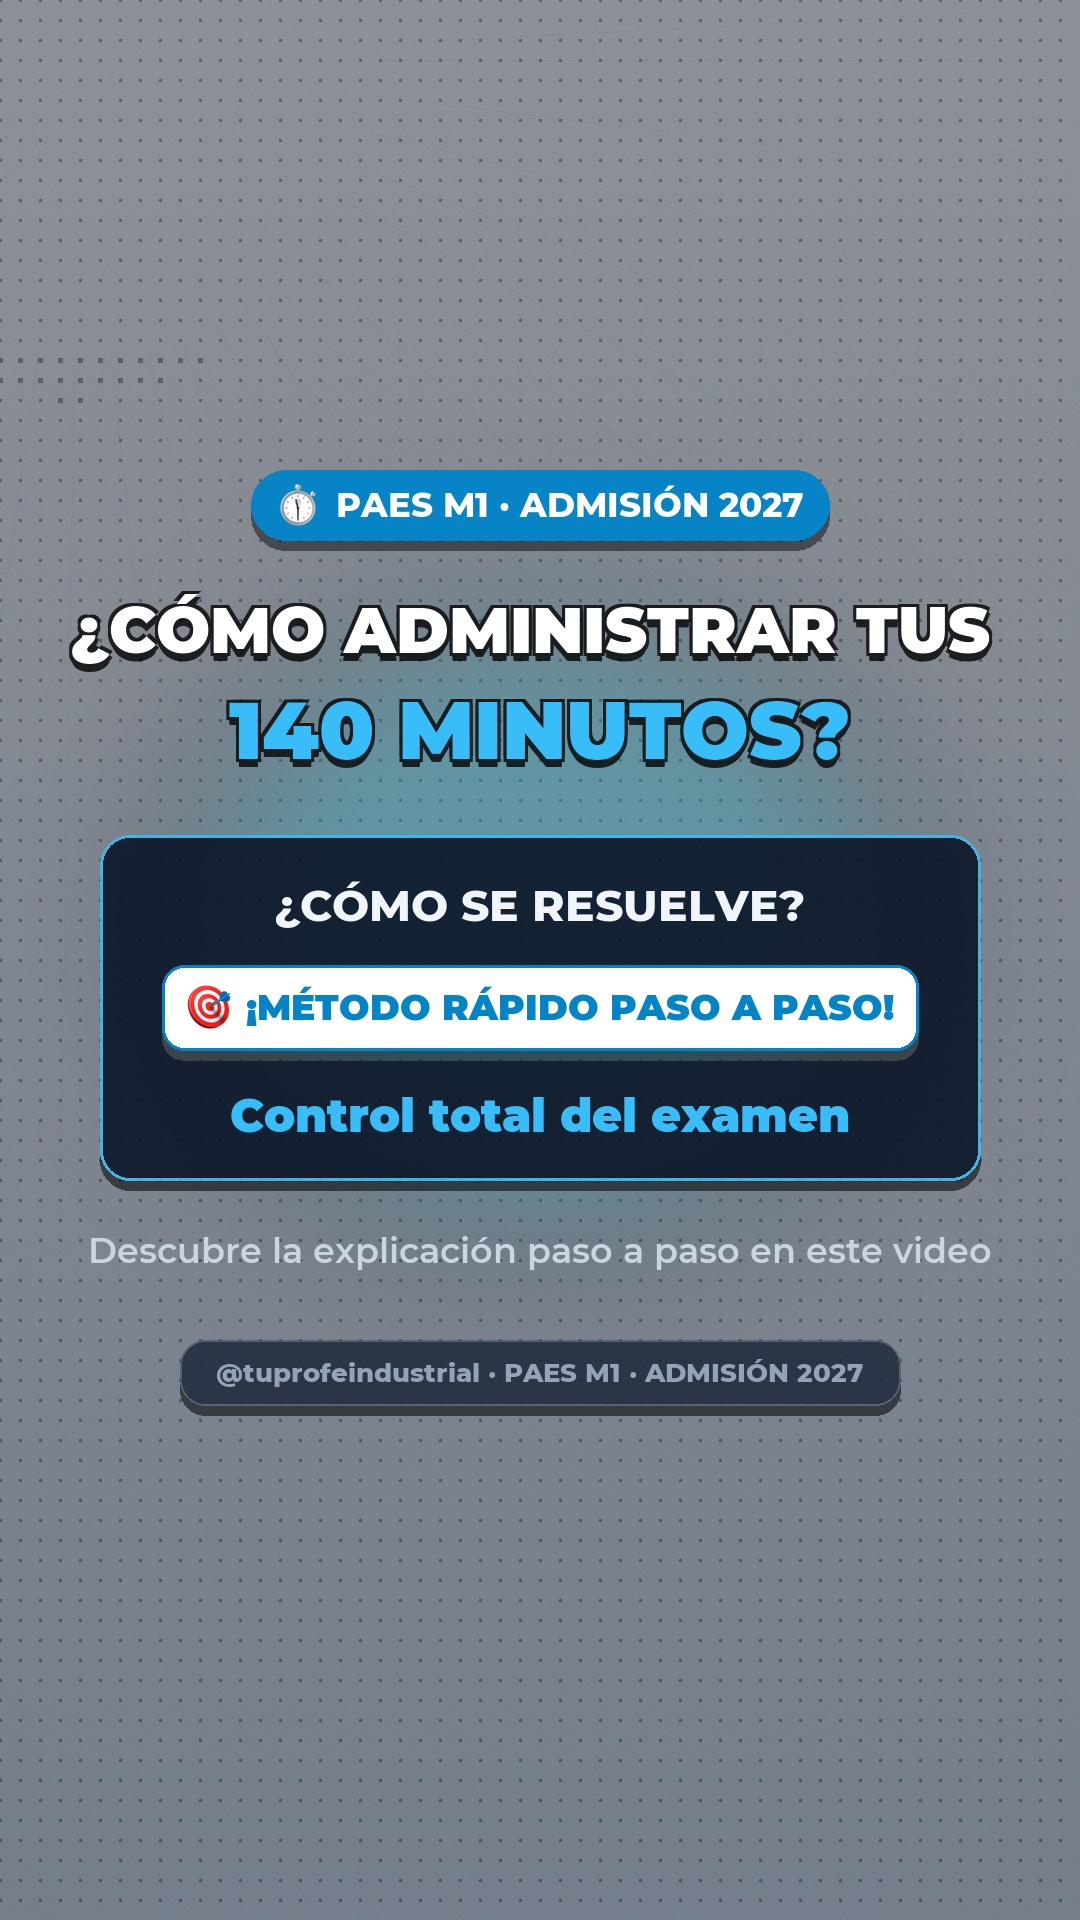 ⏱ PAES M1 · ADMISIÓN 2027
¿CÓMO ADMINISTRAR TUS
140 MINUTOS?
¿CÓMO SE RESUELVE?
🎯 ¡MÉTODO RÁPIDO PASO A PASO!
Control total del examen
Descubre la explicación paso a paso en este video
@tuprofeindustrial · PAES M1 · ADMISIÓN 2027